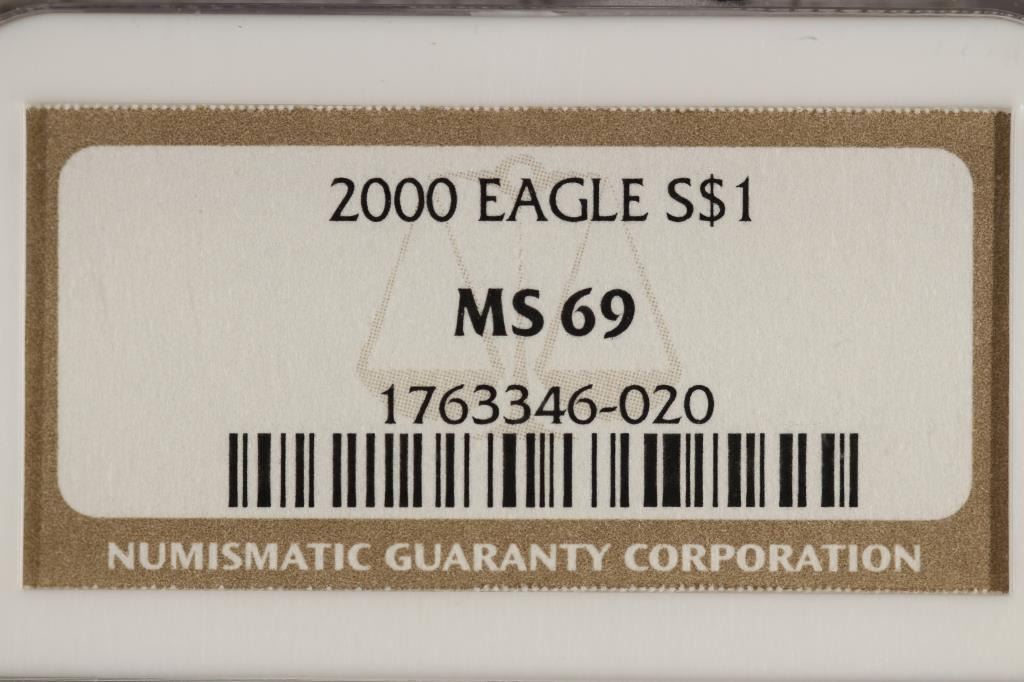 2000 EAGLE S$1
MS 69
1763346-020
NUMISMATIC GUARANTY CORPORATION